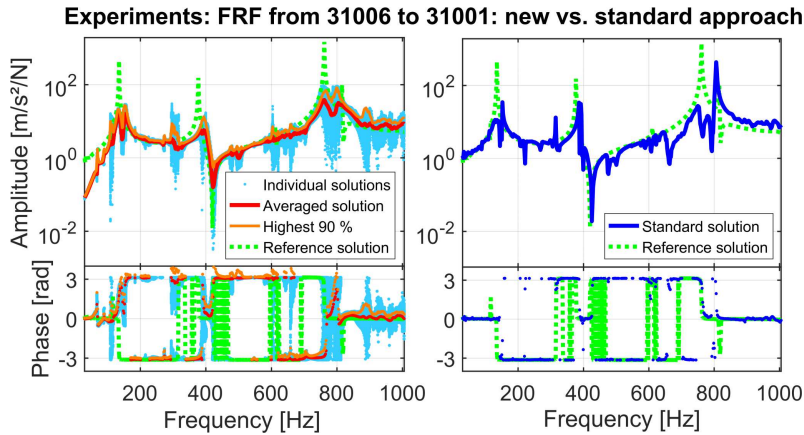 Experiments: FRF from 31006 to 31001: new vs. standard approach
Amplitude [m/s²/N]
10²
10⁰
10⁻²
Individual solutions
Averaged solution
Highest 90 %
Reference solution
10²
10⁰
10⁻²
Standard solution
Reference solution
Phase [rad]
3
0
-3
200 400 600 800 1000
Frequency [Hz]
3
0
-3
200 400 600 800 1000
Frequency [Hz]